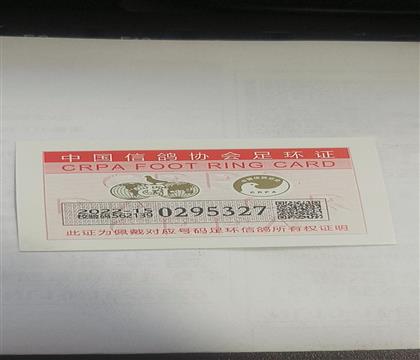 中国信鸽协会足环证
CRPA FOOT RING CARD
CRPA
0295327
此证为佩戴对应号码足环信鸽所有权证明